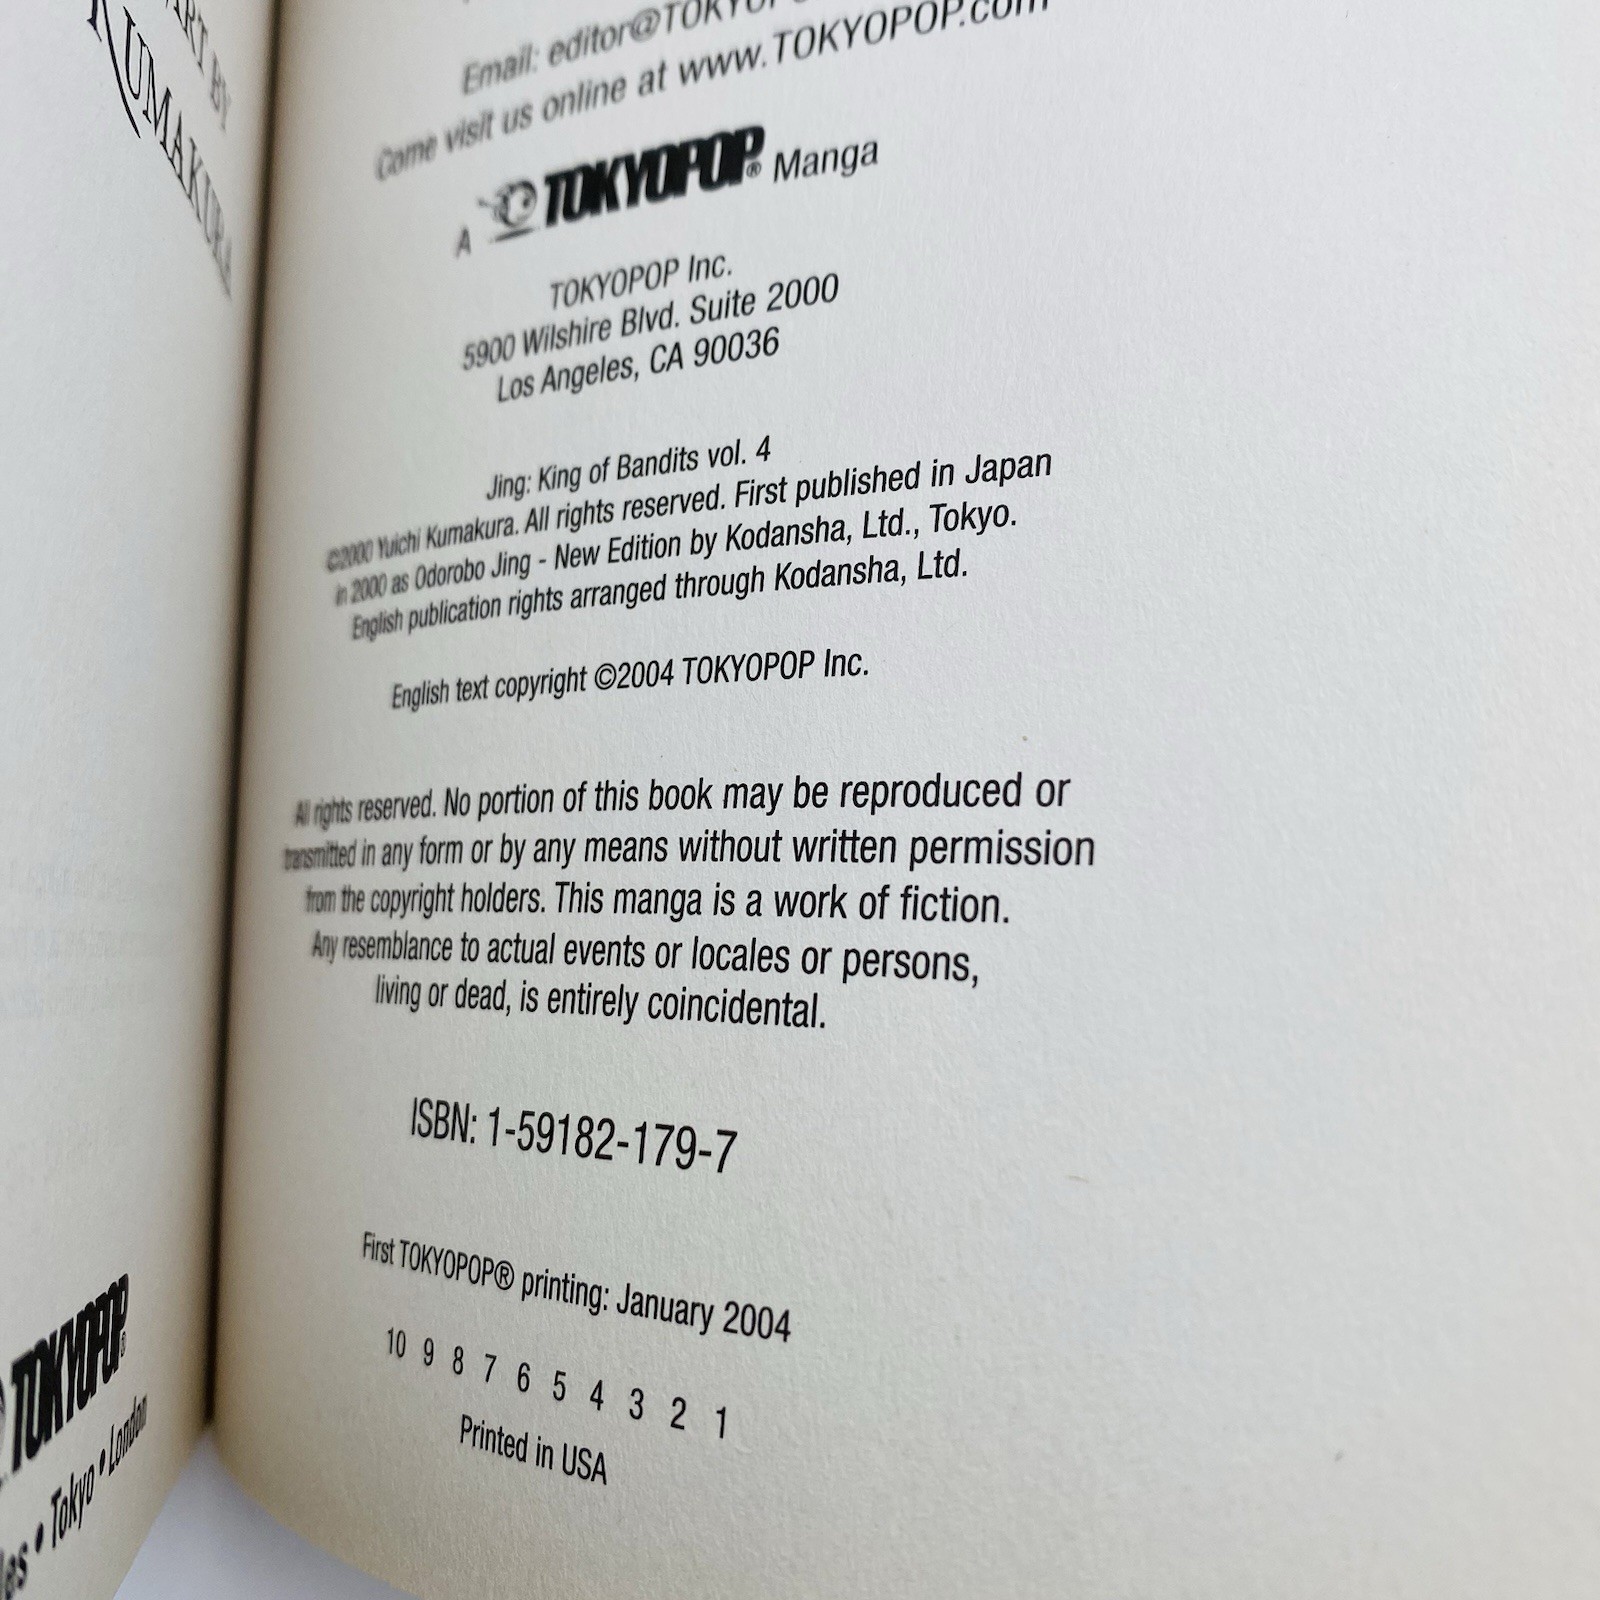 ART BY
KUMAKURA
TOKYOPOP®
• Tokyo • London
Email: editor@TOKYOPOP
Come visit us online at www.TOKYOPOP.com
A TOKYOPOP® Manga
TOKYOPOP Inc.
5900 Wilshire Blvd. Suite 2000
Los Angeles, CA 90036
Jing: King of Bandits vol. 4
©2000 Yuichi Kumakura. All rights reserved. First published in Japan
in 2000 as Odorobo Jing - New Edition by Kodansha, Ltd., Tokyo.
English publication rights arranged through Kodansha, Ltd.
English text copyright ©2004 TOKYOPOP Inc.
All rights reserved. No portion of this book may be reproduced or
transmitted in any form or by any means without written permission
from the copyright holders. This manga is a work of fiction.
Any resemblance to actual events or locales or persons,
living or dead, is entirely coincidental.
ISBN: 1-59182-179-7
First TOKYOPOP® printing: January 2004
10 9 8 7 6 5 4 3 2 1
Printed in USA